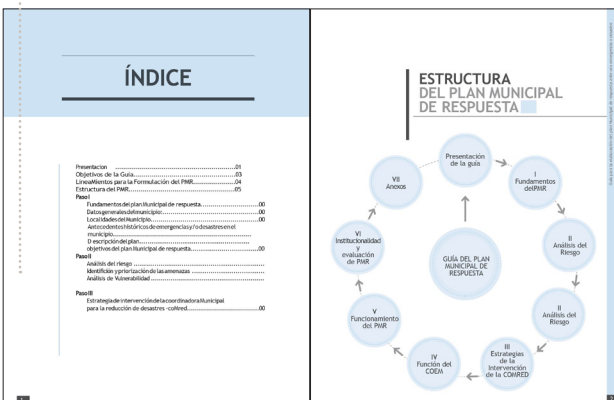 ÍNDICE
Presentacion ..................................................01
Objetivos de la Guía..........................................03
LineaMientos para la Formulación del PMR..................04
Estructura del PMR............................................05
Paso I
Fundamentos del plan Municipal de respuesta.....................00
Datos generales del municipio:.......................................00
Localidades del Municipio............................................00
Antecedentes históricos de emergencias y/o desastres en el
municipio..................................................
D escripción del plan..................................................
objetivos del plan Municipal de respuesta.........................00
Paso II
Análisis del riesgo ..................................................
Identifición y priorización de las amenazas ..........................
Análisis de Vulnerabilidad ..........................................
Paso III
Estrategia de intervención de la coordinadora Municipal
para la reducción de desastres -coMred.............................00
ESTRUCTURA
DEL PLAN MUNICIPAL
DE RESPUESTA
Presentación
de la guía
I
Fundamentos
delPMR
II
Análisis del
Riesgo
II
Análisis del
Riesgo
III
Estrategias
de la
Intervención
de la COMRED
IV
Función del
COEM
V
Funcionamiento
del PMR
VI
Institucionalidad
y
evaluación
de PMR
VII
Anexos
GUÍA DEL PLAN
MUNICIPAL DE
RESPUESTA